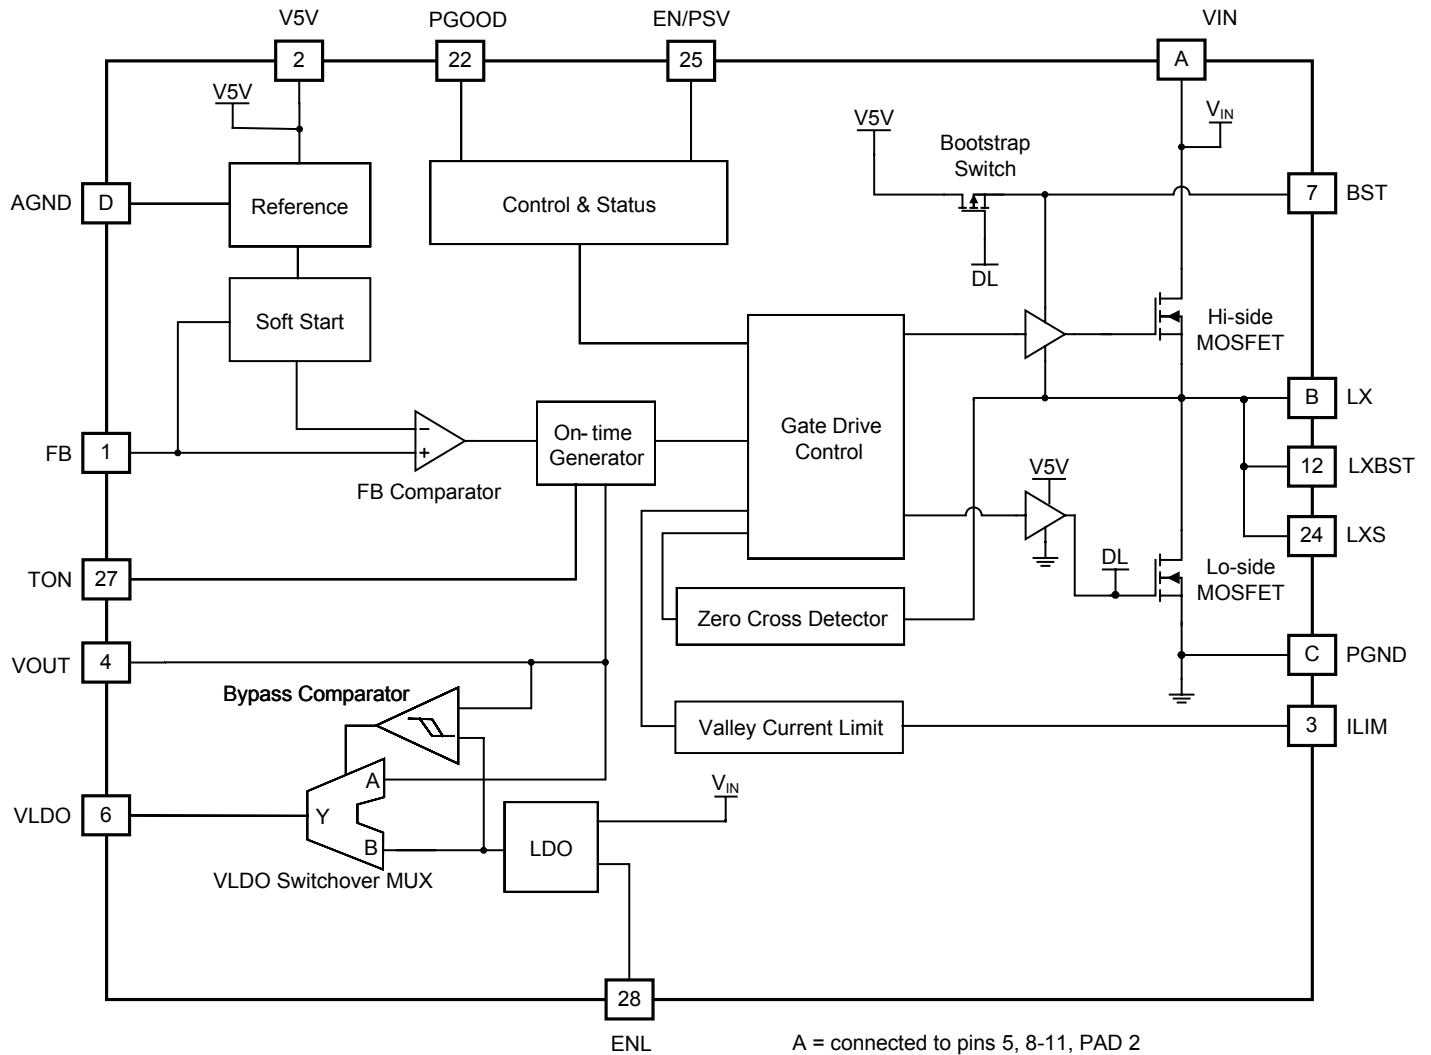 V5V
PGOOD
EN/PSV
VIN
2
22
25
A
V5V
V5V
Bootstrap
Switch
VIN
AGND
D
Reference
Control & Status
7
BST
DL
Soft Start
Hi-side
MOSFET
B
LX
FB
1
−
+
On-time
Generator
Gate Drive
Control
FB Comparator
V5V
12
LXBST
24
LXS
TON
27
DL
Lo-side
MOSFET
Zero Cross Detector
VOUT
4
C
PGND
Bypass Comparator
Valley Current Limit
3
ILIM
A
VIN
VLDO
6
Y
B
LDO
VLDO Switchover MUX
28
ENL
A = connected to pins 5, 8-11, PAD 2